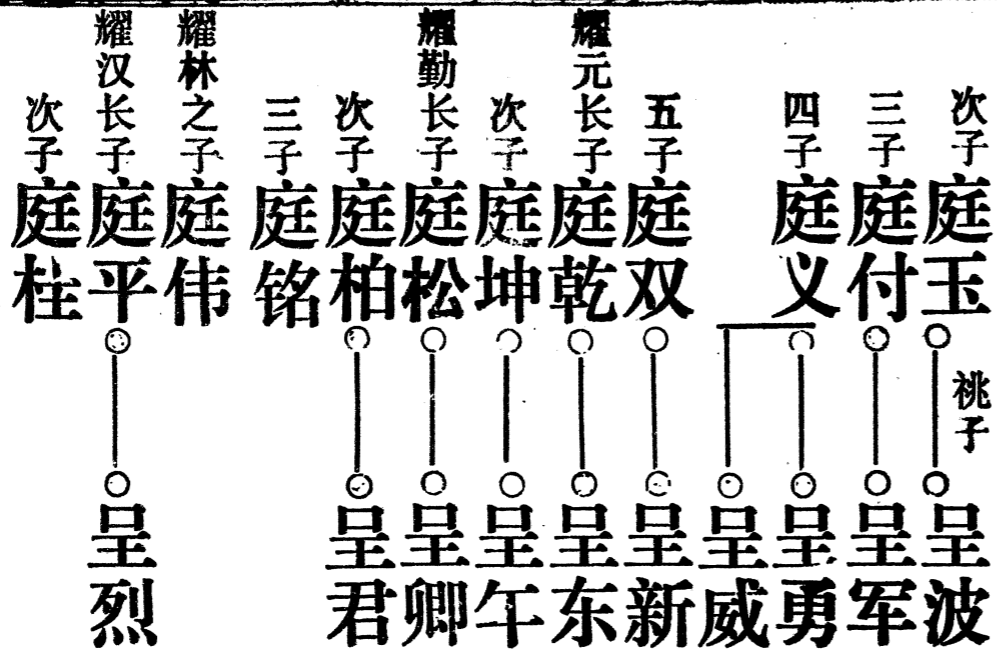 次子庭玉
三子庭付
四子庭义
五子庭双
耀元长子庭乾
次子庭坤
耀勤长子庭松
次子庭柏
三子庭铭
耀林之子庭伟
耀汉长子庭平
次子庭柱
祧子
呈波
呈军
呈勇
呈威
呈新
呈东
呈午
呈卿
呈君
呈烈